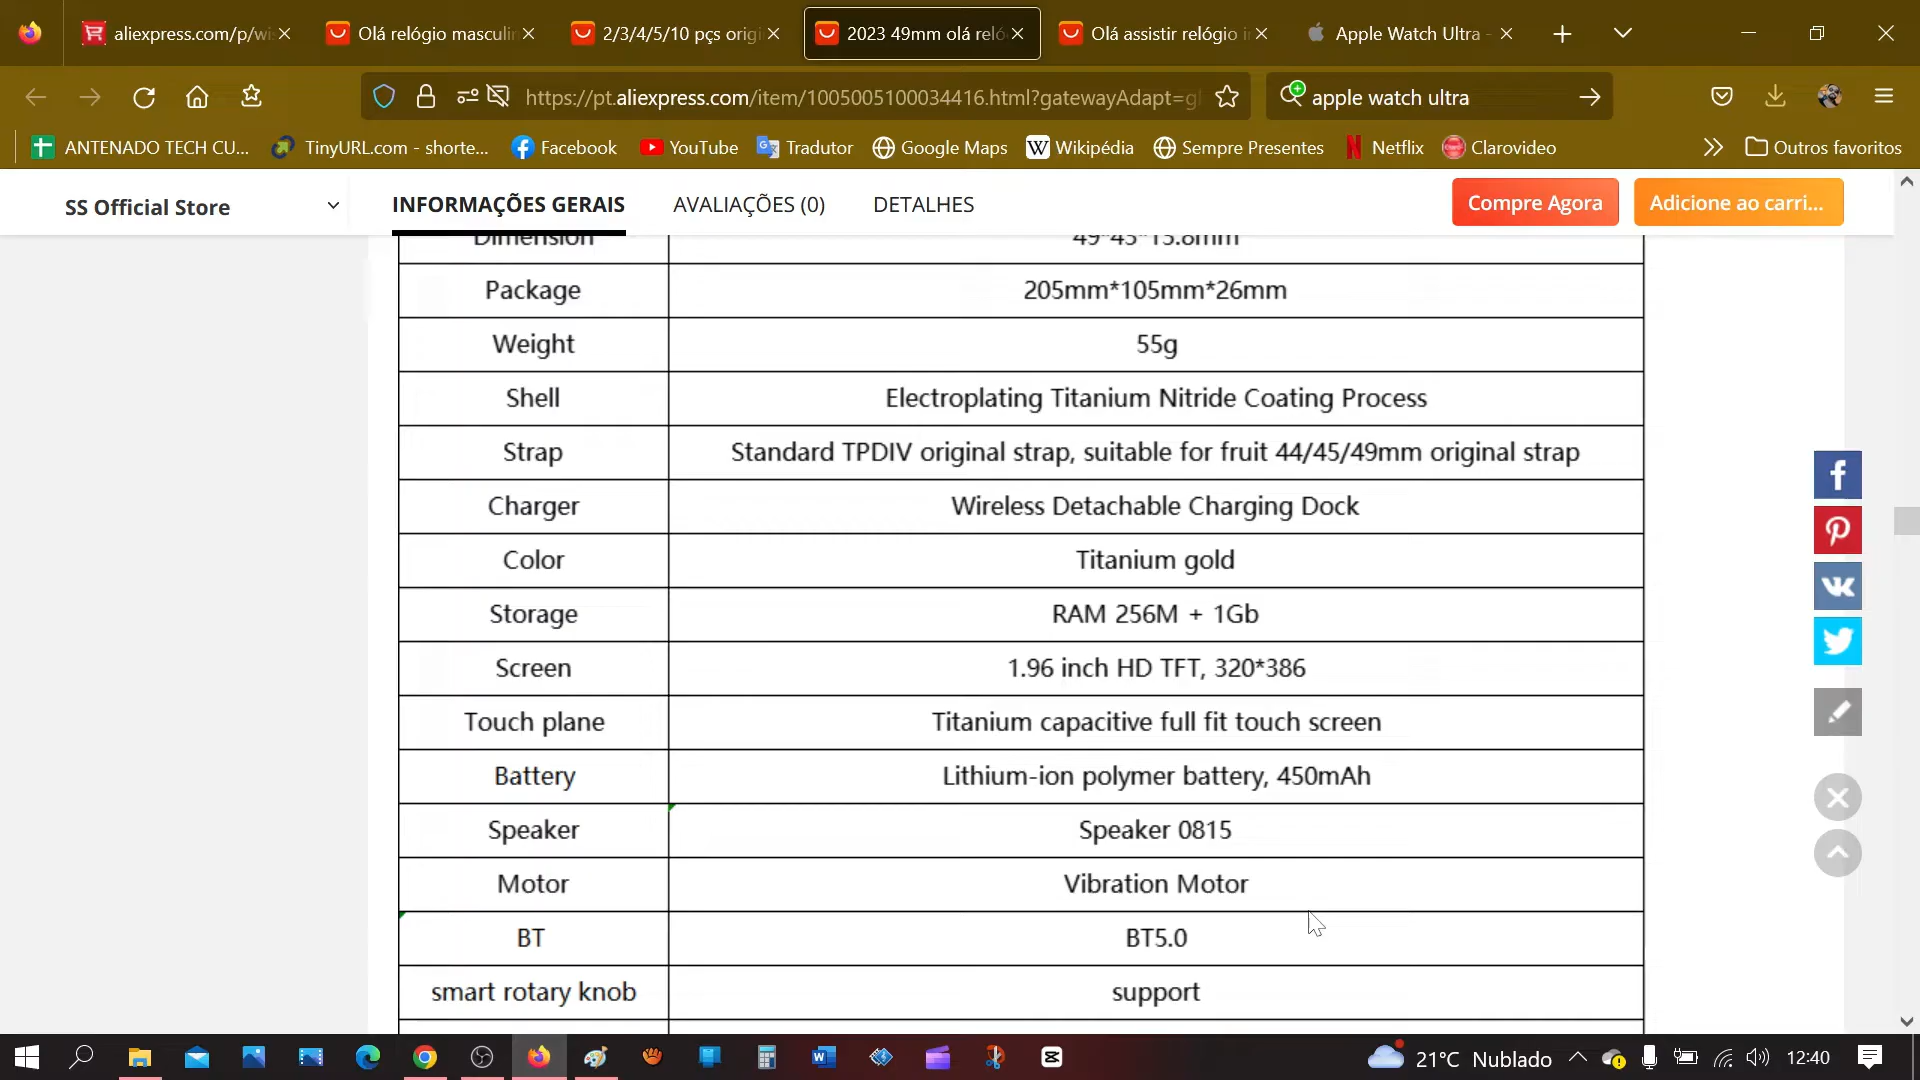 aliexpress.com/p/wi
Olá relógio masculin
2/3/4/5/10 pçs origi
2023 49mm olá reló
Olá assistir relógio i
Apple Watch Ultra -
https://pt.aliexpress.com/item/1005005100034416.html?gatewayAdapt=gl
apple watch ultra
ANTENADO TECH CU...
TinyURL.com - shorte...
Facebook
YouTube
Tradutor
Google Maps
W Wikipédia
Sempre Presentes
Netflix
Clarovideo
Outros favoritos
SS Official Store
INFORMAÇÕES GERAIS
AVALIAÇÕES (0)
DETALHES
Compre Agora
Adicione ao carri...
Dimension 49*45*15.8mm
Package 205mm*105mm*26mm
Weight 55g
Shell Electroplating Titanium Nitride Coating Process
Strap Standard TPDIV original strap, suitable for fruit 44/45/49mm original strap
Charger Wireless Detachable Charging Dock
Color Titanium gold
Storage RAM 256M + 1Gb
Screen 1.96 inch HD TFT, 320*386
Touch plane Titanium capacitive full fit touch screen
Battery Lithium-ion polymer battery, 450mAh
Speaker Speaker 0815
Motor Vibration Motor
BT BT5.0
smart rotary knob support
21°C Nublado
12:40